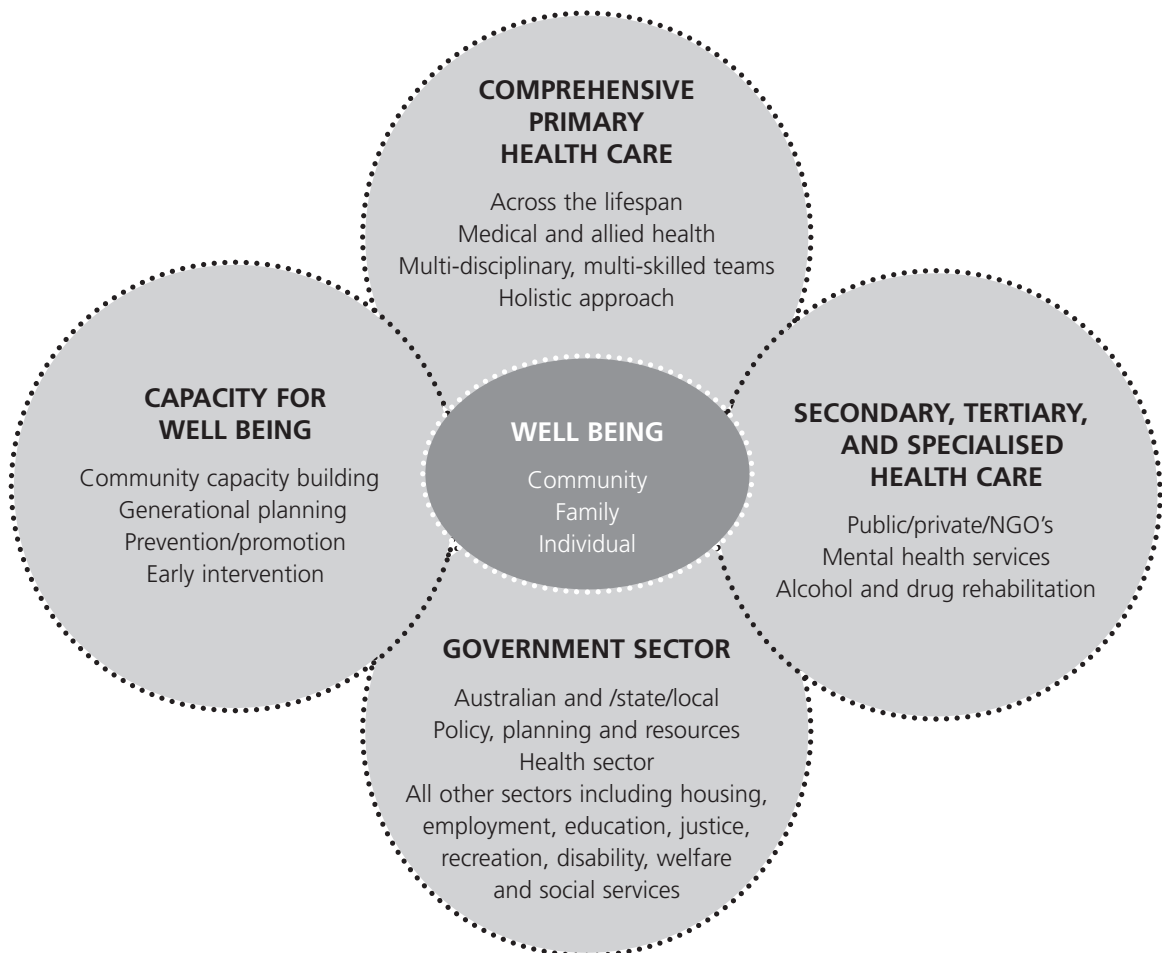 COMPREHENSIVE
PRIMARY
HEALTH CARE
Across the lifespan
Medical and allied health
Multi-disciplinary, multi-skilled teams
Holistic approach
CAPACITY FOR
WELL BEING
Community capacity building
Generational planning
Prevention/promotion
Early intervention
WELL BEING
Community
Family
Individual
SECONDARY, TERTIARY,
AND SPECIALISED
HEALTH CARE
Public/private/NGO’s
Mental health services
Alcohol and drug rehabilitation
GOVERNMENT SECTOR
Australian and /state/local
Policy, planning and resources
Health sector
All other sectors including housing,
employment, education, justice,
recreation, disability, welfare
and social services